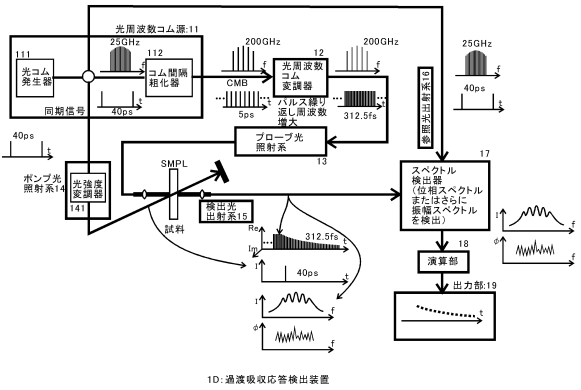 光周波数コム源:11
111
光コム
発生器
25GHz
f
40ps
t
112
コム間隔
粗化器
同期信号
200GHz
f
CMB
t
5ps
12
光周波数
コム
変調器
パルス繰り
返し周波数
増大
200GHz
f
t
312.5fs
参照光出射系16
25GHz
f
40ps
t
40ps
t
プローブ光
照射系
13
ポンプ光
照射系14
光強度
変調器
141
SMPL
試料
検出光
出射系15
17
スペクトル
検出器
(位相スペクトル
またはさらに
振幅スペクトル
を検出)
I
f
Φ
f
18
演算部
出力部:19
t
Re
312.5fs
Im
t
I
40ps
t
I
f
Φ
f
1D:過渡吸収応答検出装置